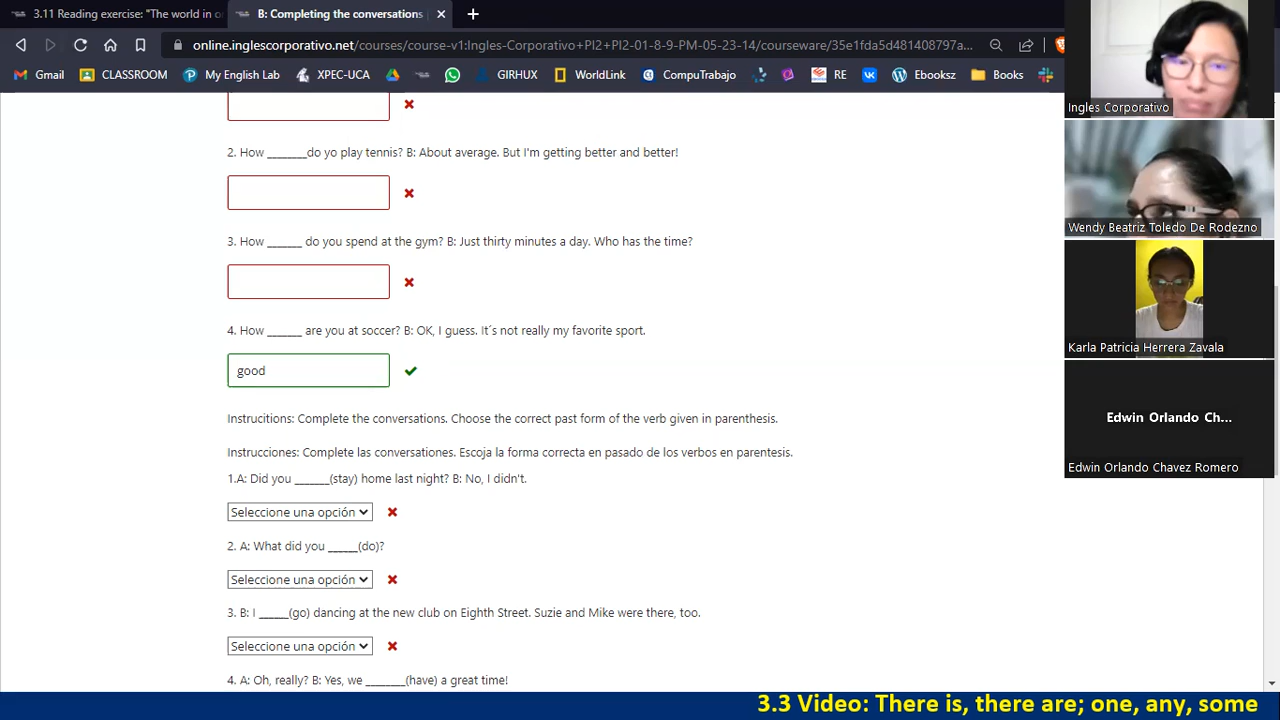 3.11 Reading exercise: "The world in o
B: Completing the conversations
online.inglescorporativo.net/courses/course-v1:Ingles-Corporativo+PI2+PI2-01-8-9-PM-05-23-14/courseware/35e1fda5d481408797a...
Gmail
CLASSROOM
My English Lab
XPEC-UCA
GIRHUX
WorldLink
CompuTrabajo
RE
Ebooksz
Books
2. How ________do yo play tennis? B: About average. But I'm getting better and better!
3. How _______ do you spend at the gym? B: Just thirty minutes a day. Who has the time?
4. How _______ are you at soccer? B: OK, I guess. It´s not really my favorite sport.
good
Instrucitions: Complete the conversations. Choose the correct past form of the verb given in parenthesis.
Instrucciones: Complete las conversationes. Escoja la forma correcta en pasado de los verbos en parentesis.
1.A: Did you _______(stay) home last night? B: No, I didn't.
Seleccione una opción
2. A: What did you ______(do)?
Seleccione una opción
3. B: I ______(go) dancing at the new club on Eighth Street. Suzie and Mike were there, too.
Seleccione una opción
4. A: Oh, really? B: Yes, we ________(have) a great time!
Ingles Corporativo
Wendy Beatriz Toledo De Rodezno
Karla Patricia Herrera Zavala
Edwin Orlando Ch...
Edwin Orlando Chavez Romero
3.3 Video: There is, there are; one, any, some